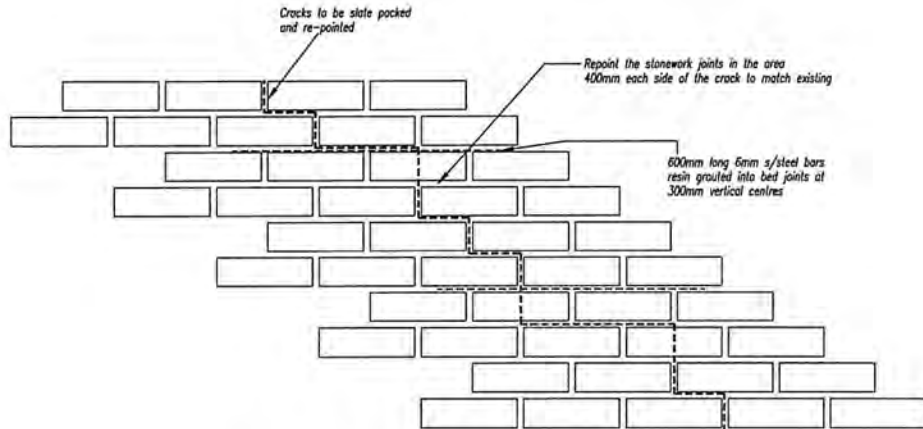 Cracks to be slate packed
and re-pointed
Repoint the stonework joints in the area
400mm each side of the crack to match existing
600mm long 6mm s/steel bars
resin grouted into bed joints at
300mm vertical centres